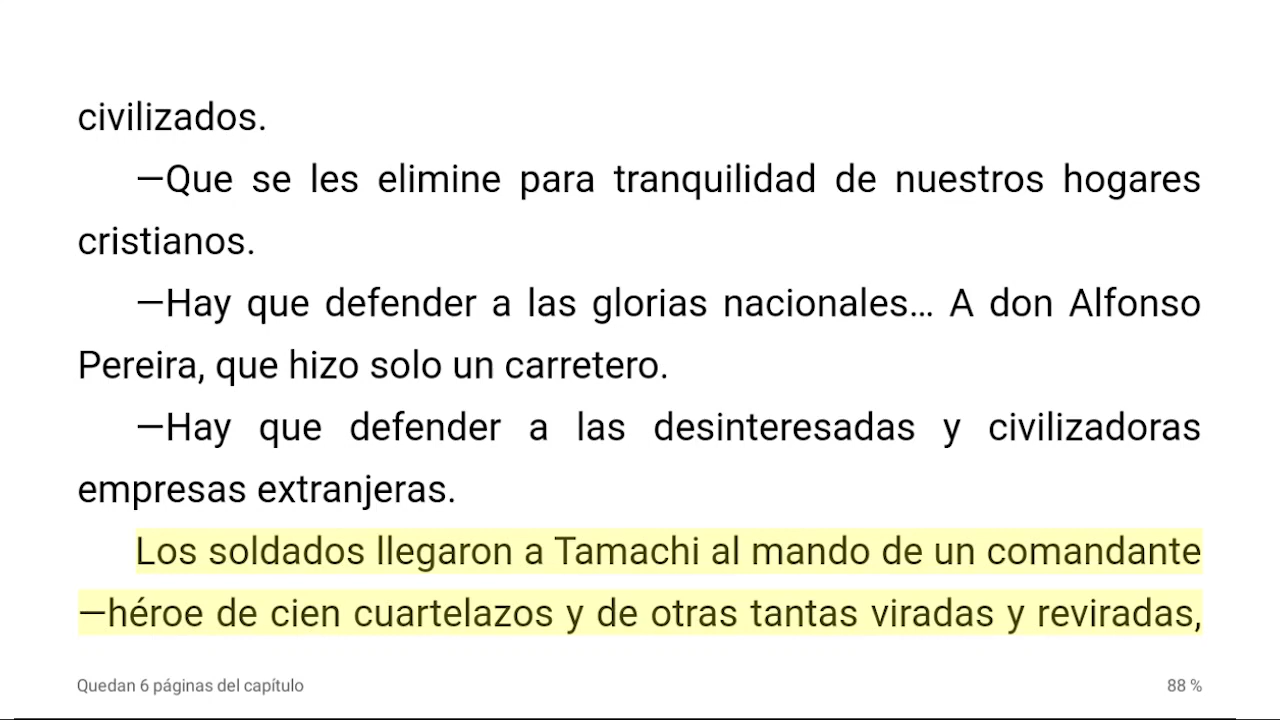 civilizados.
—Que se les elimine para tranquilidad de nuestros hogares
cristianos.
—Hay que defender a las glorias nacionales... A don Alfonso
Pereira, que hizo solo un carretero.
—Hay que defender a las desinteresadas y civilizadoras
empresas extranjeras.
Los soldados llegaron a Tamachi al mando de un comandante
—héroe de cien cuartelazos y de otras tantas viradas y reviradas,
Quedan 6 páginas del capítulo
88 %